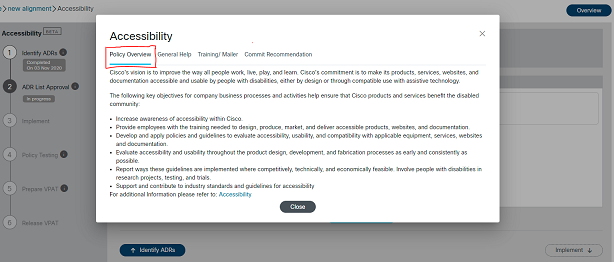 s > new alignment > Accessibility
Overview
Accessibility BETA
1 Identify ADRs
Completed
On 03 Nov 2020
2 ADR List Approval
In progress
3 Implement
4 Policy Testing
5 Prepare VPAT
6 Release VPAT
Accessibility
Policy Overview General Help Training/ Mailer Commit Recommendation
Cisco's vision is to improve the way all people work, live, play, and learn. Cisco's commitment is to make its products, services, websites, and
documentation accessible and usable by people with disabilities, either by design or through compatible use with assistive technology.
The following key objectives for company business processes and activities help ensure that Cisco products and services benefit the disabled
community:
• Increase awareness of accessibility within Cisco.
• Provide employees with the training needed to design, produce, market, and deliver accessible products, websites, and documentation.
• Develop and apply policies and guidelines to evaluate accessibility, usability, and compatibility with applicable equipment, services, websites
and documentation.
• Evaluate accessibility and usability throughout the product design, development, and fabrication processes as early and consistently as
possible.
• Report ways these guidelines are implemented where competitively, technically, and economically feasible. Involve people with disabilities in
research projects, testing, and trials.
• Support and contribute to industry standards and guidelines for accessibility
For additional Information please refer to: Accessibility
Close
↑ Identify ADRs
Implement ↓